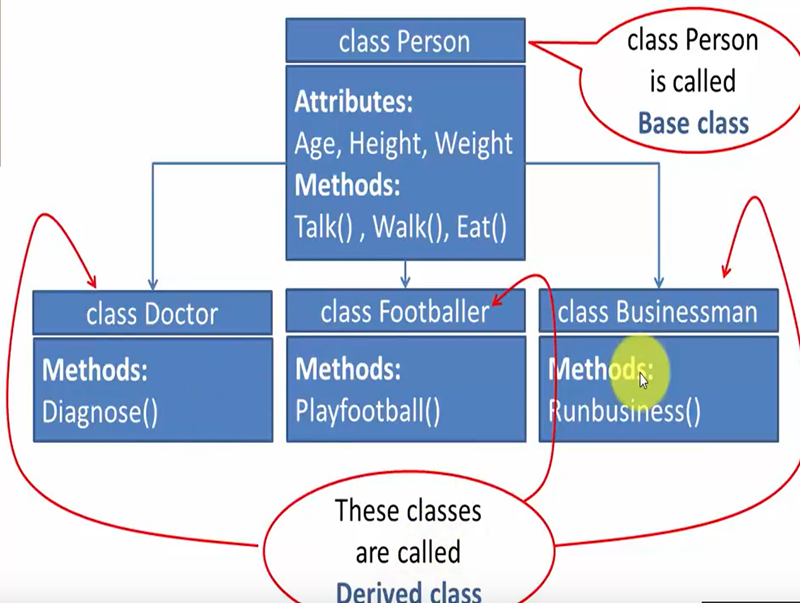 class Person
Attributes:
Age, Height, Weight
Methods:
Talk() , Walk(), Eat()
class Person
is called
Base class
class Doctor
Methods:
Diagnose()
class Footballer
Methods:
Playfootball()
class Businessman
Methods:
Runbusiness()
These classes
are called
Derived class